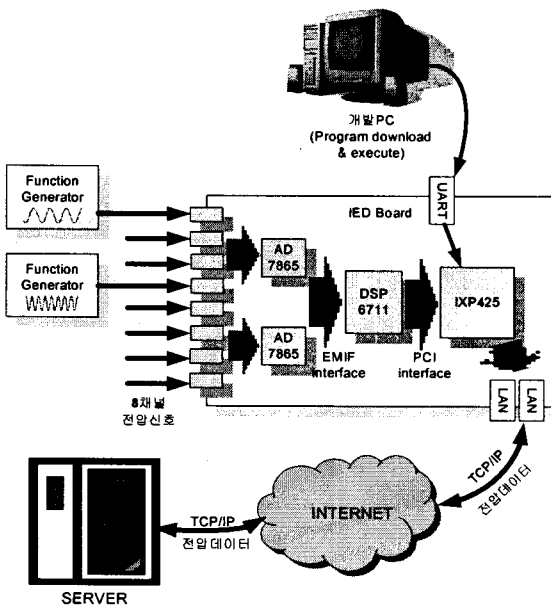 개발PC
(Program download
& execute)
Function
Generator
UART
IED Board
Function
Generator
AD
7865
DSP
6711
IXP425
AD
7865
EMIF
interface
PCI
interface
8채널
전압신호
LAN
LAN
TCP/IP
전압데이터
INTERNET
TCP/IP
전압데이터
SERVER